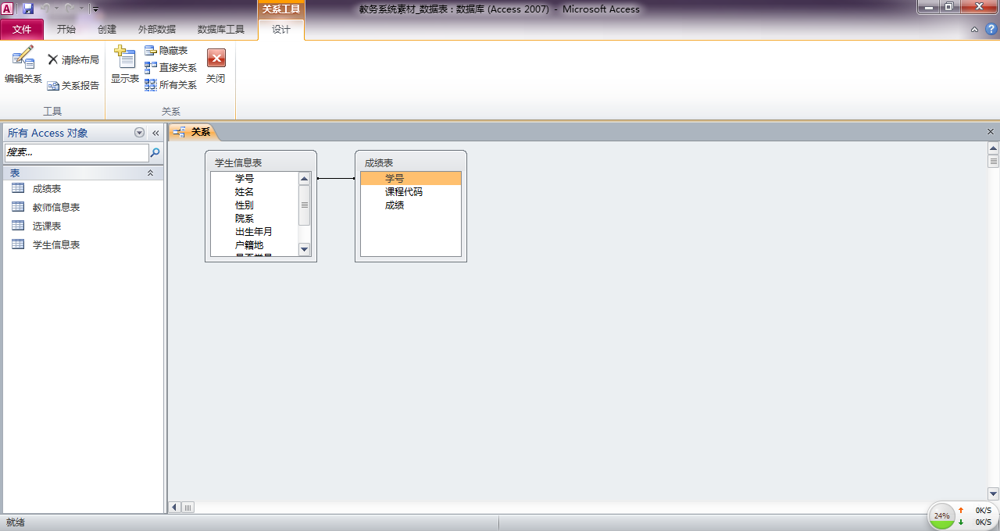 关系工具
教务系统素材_数据表 : 数据库 (Access 2007) - Microsoft Access
文件
开始
创建
外部数据
数据库工具
设计
编辑关系
清除布局
关系报告
工具
显示表
隐藏表
直接关系
所有关系
关闭
关系
所有 Access 对象
搜索...
表
成绩表
教师信息表
选课表
学生信息表
关系
学生信息表
学号
姓名
性别
院系
出生年月
户籍地
成绩表
学号
课程代码
成绩
就绪
24%
0K/S
0K/S